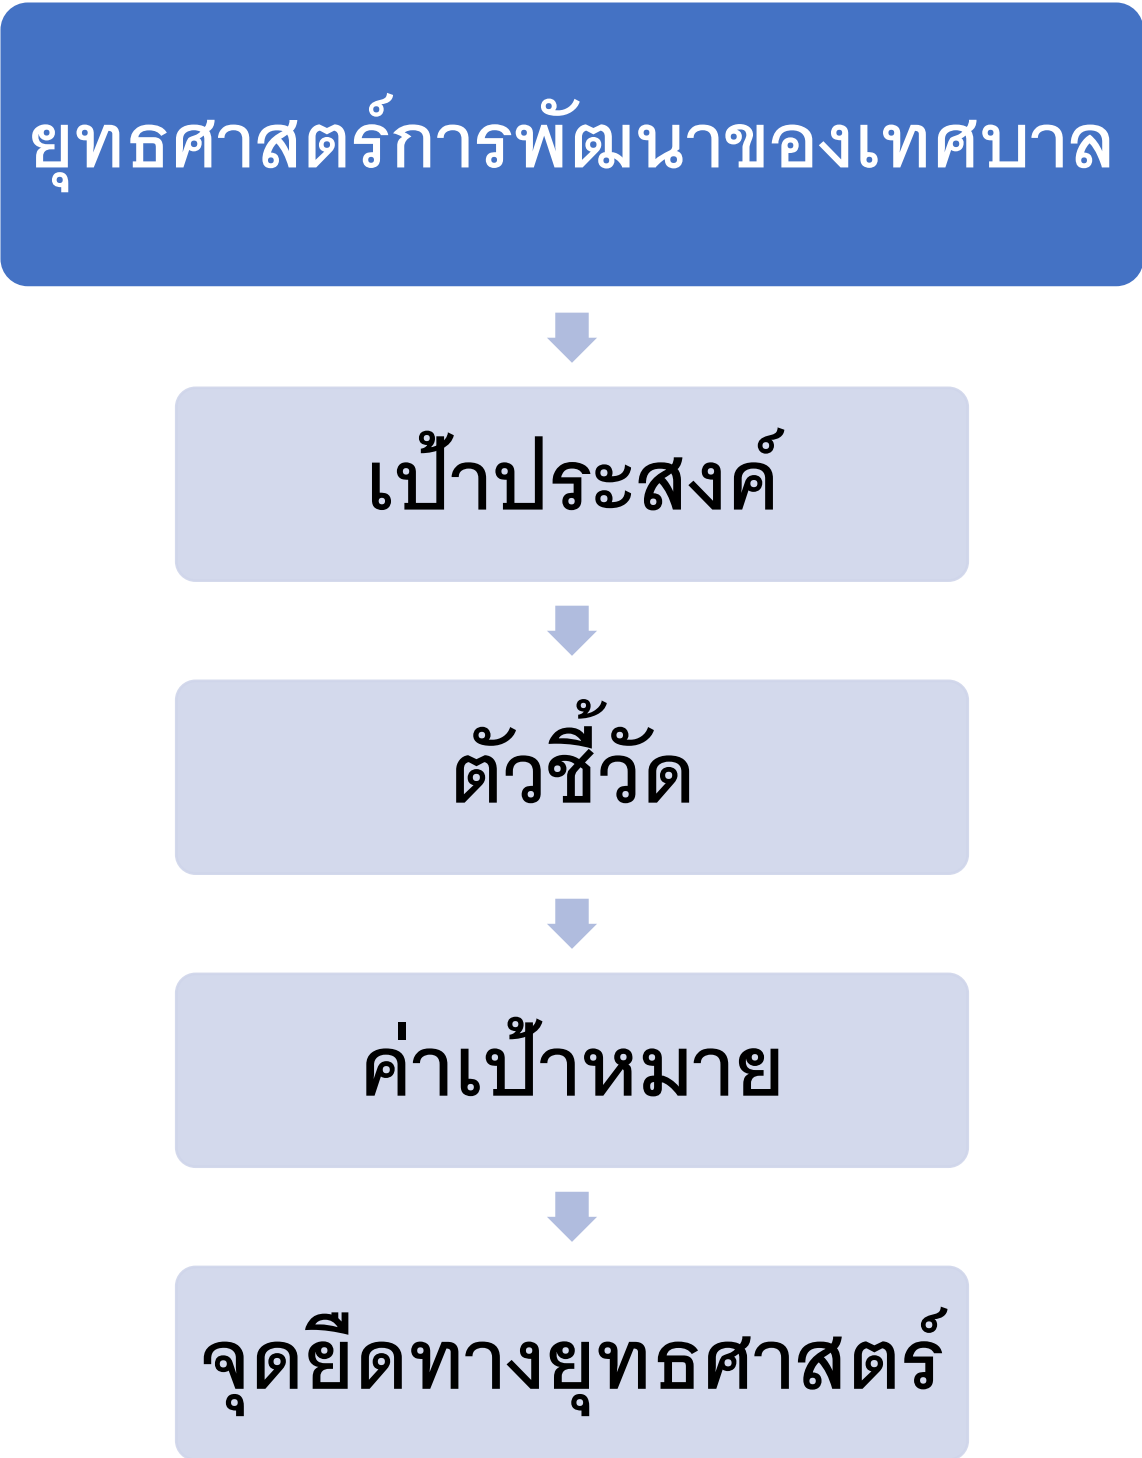 ยุทธศาสตร์การพัฒนาของเทศบาล
เป้าประสงค์
ตัวชี้วัด
ค่าเป้าหมาย
จุดยืดทางยุทธศาสตร์